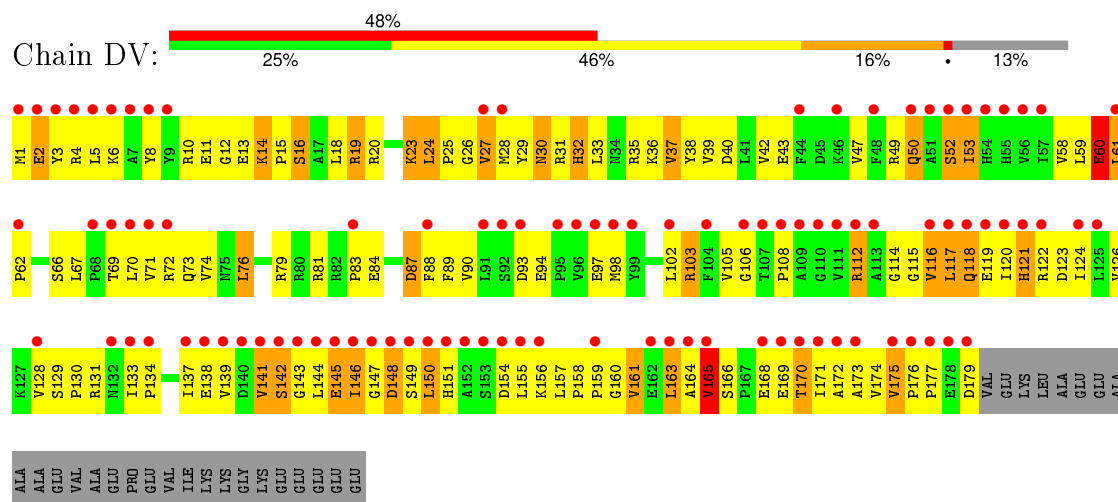 48%
Chain DV:
25% 46% 16% • 13%
M1 E2 Y3 R4 L5 K6 A7 Y8 Y9 R10 E11 G12 E13 K14 P15 S16 A17 L18 R19 R20 K23 L24 P25 G26 V27 M28 Y29 N30 R31 H32 L33 N34 R35 K36 V37 Y38 V39 D40 L41 V42 E43 F44 D45 K46 V47 F48 R49 Q50 A51 S52 I53 H54 H55 V56 I57 V58 L59 E60 L61
P62 S66 L67 P68 T69 L70 V71 R72 Q73 V74 N75 L76 R79 R80 R81 R82 P83 E84 D87 F88 F89 V90 L91 S92 D93 E94 P95 V96 E97 M98 Y99 L102 R103 F104 V105 G106 T107 P108 A109 G110 V111 R112 A113 G114 G115 V116 L117 Q118 E119 I120 H121 R122 D123 I124 L125 V126
K127 V128 S129 P130 R131 N132 I133 P134 I137 E138 V139 D140 V141 S142 G143 L144 E145 I146 G147 D148 S149 L150 H151 A152 S153 D154 L155 K156 L157 P158 P159 G160 V161 E162 L163 A164 V165 S166 P167 E168 E169 T170 I171 A172 A173 V174 V175 P176 P177 E178 D179 VAL GLU LYS LEU ALA GLU GLU ALA
ALA ALA GLU VAL ALA GLU PRO GLU VAL ILE LYS LYS GLY LYS GLU GLU GLU GLU GLU